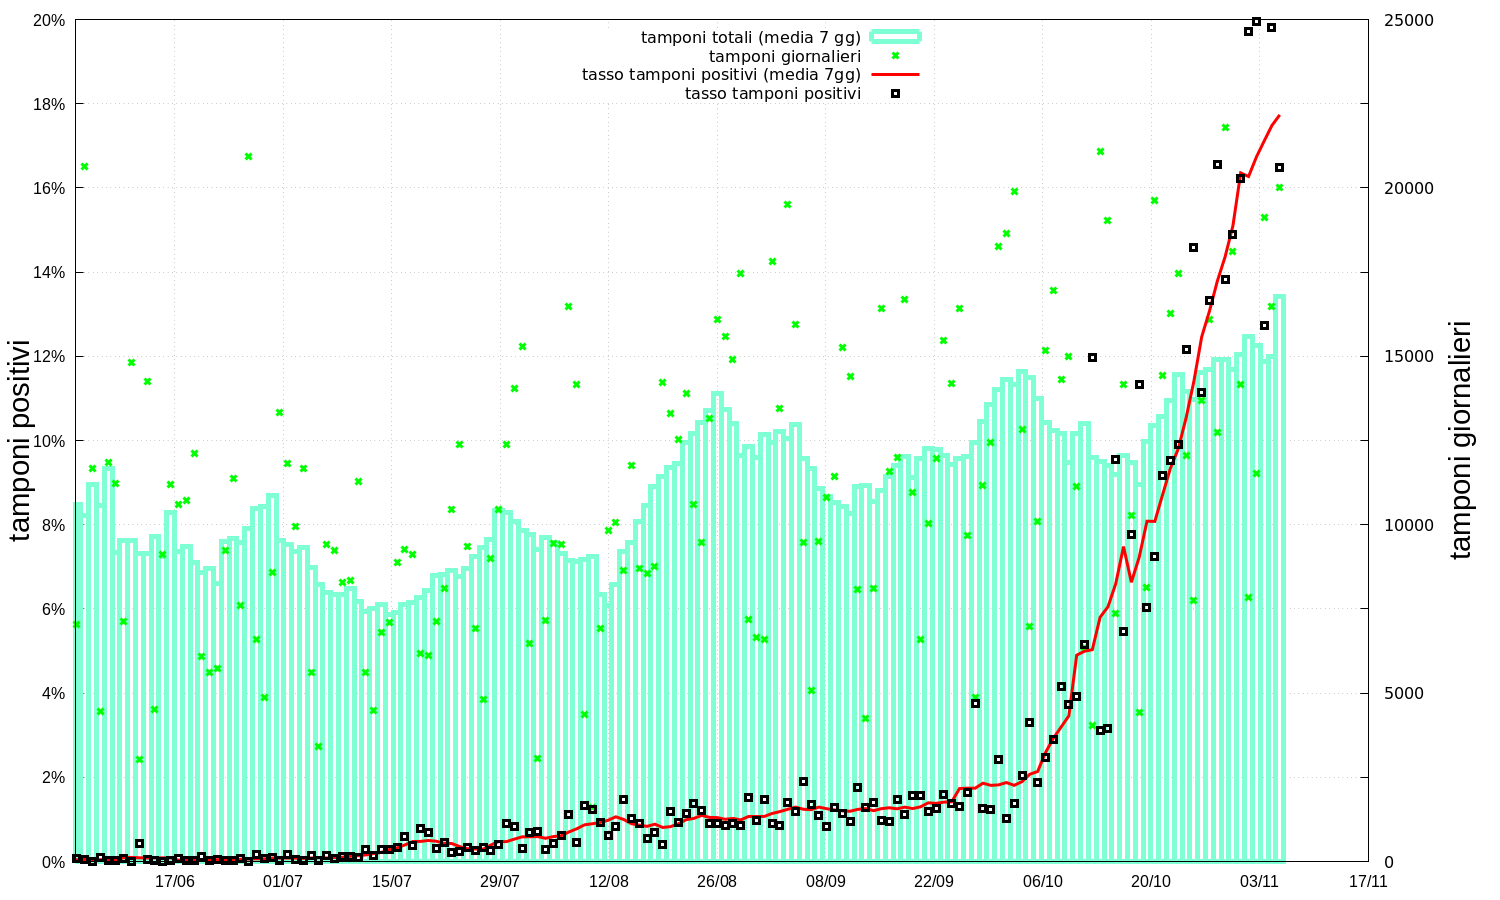 tamponi totali (media 7 gg)
tamponi giornalieri
tasso tamponi positivi (media 7gg)
tasso tamponi positivi
20%
18%
16%
14%
12%
10%
8%
6%
4%
2%
0%
tamponi positivi
25000
20000
15000
10000
5000
0
tamponi giornalieri
17/06 01/07 15/07 29/07 12/08 26/08 08/09 22/09 06/10 20/10 03/11 17/11